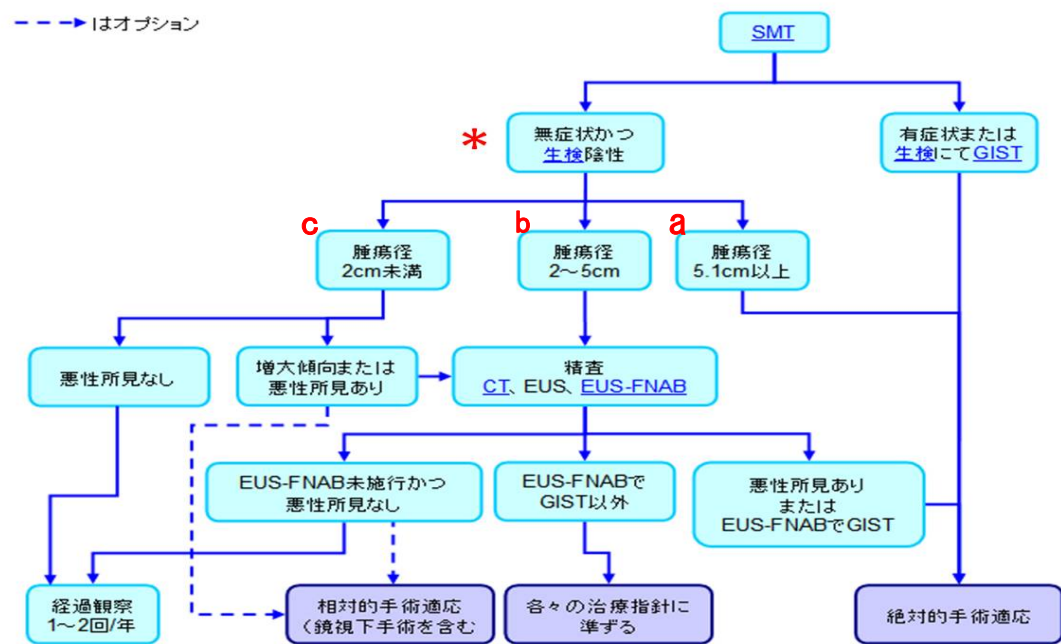 はオプション
SMT
*
無症状かつ
生検陰性
有症状または
生検にてGIST
c
腫瘍径
2cm未満
b
腫瘍径
2～5cm
a
腫瘍径
5.1cm以上
悪性所見なし
増大傾向または
悪性所見あり
精査
CT、EUS、EUS-FNAB
EUS-FNAB未施行かつ
悪性所見なし
EUS-FNABで
GIST以外
悪性所見あり
または
EUS-FNABでGIST
経過観察
1～2回/年
相対的手術適応
（鏡視下手術を含む
各々の治療指針に
準ずる
絶対的手術適応